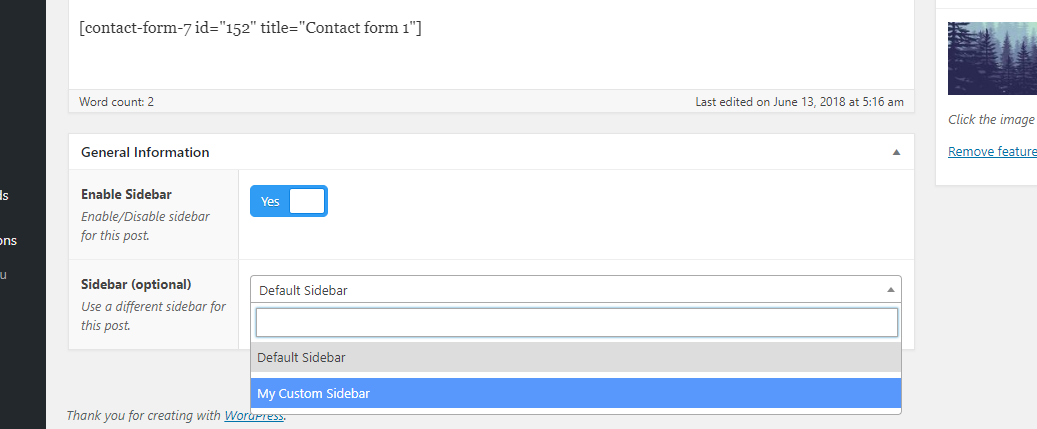 [contact-form-7 id="152" title="Contact form 1"]
Word count: 2
Last edited on June 13, 2018 at 5:16 am
Click the image
Remove feature
General Information
Enable Sidebar
Enable/Disable sidebar
for this post.
Yes
Sidebar (optional)
Use a different sidebar for
this post.
Default Sidebar
Default Sidebar
My Custom Sidebar
Thank you for creating with WordPress.